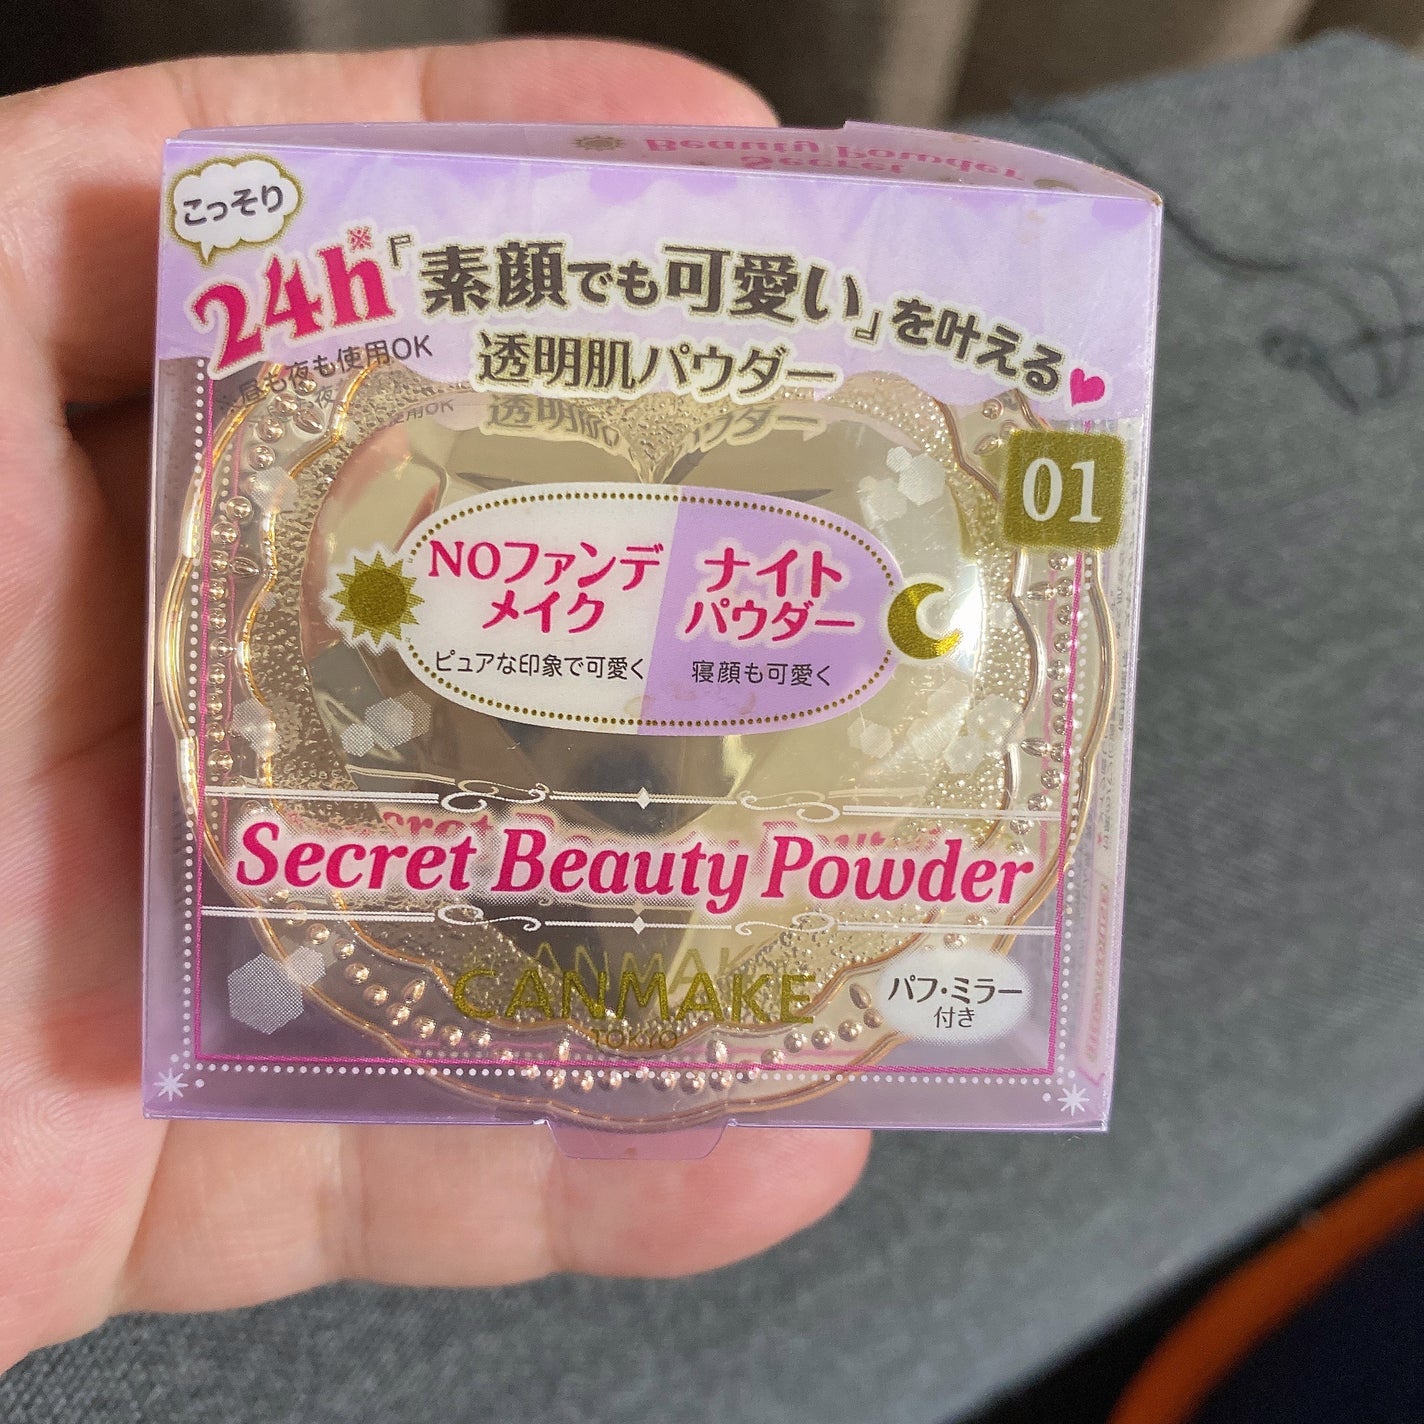 Secret
Beauty Powder
こっそり
24h※『素顔でも可愛い』を叶える
※昼も夜も使用OK
透明肌パウダー
01
NOファンデ
メイク
ピュアな印象で可愛く
ナイト
パウダー
寝顔も可愛く
Secret Beauty Powder
CANMAKE
TOKYO
パフ・ミラー
付き